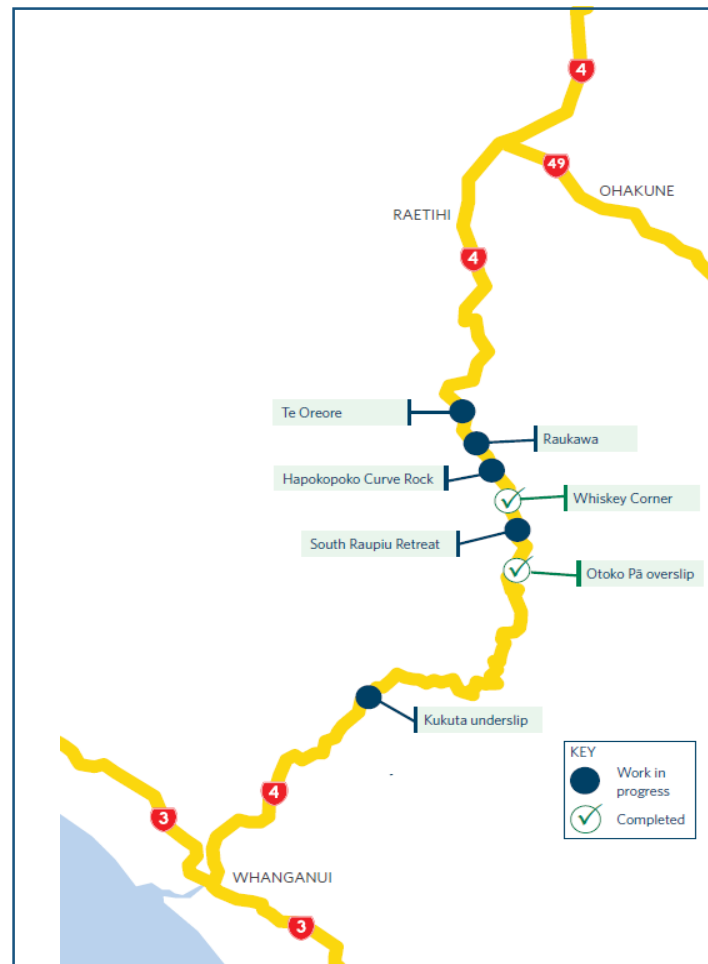 4
49
OHAKUNE
RAETIHI
4
Te Oreore
Raukawa
Hapokopoko Curve Rock
Whiskey Corner
South Raupiu Retreat
Otoko Pā overslip
Kukuta underslip
KEY
Work in
progress
Completed
4
3
WHANGANUI
3